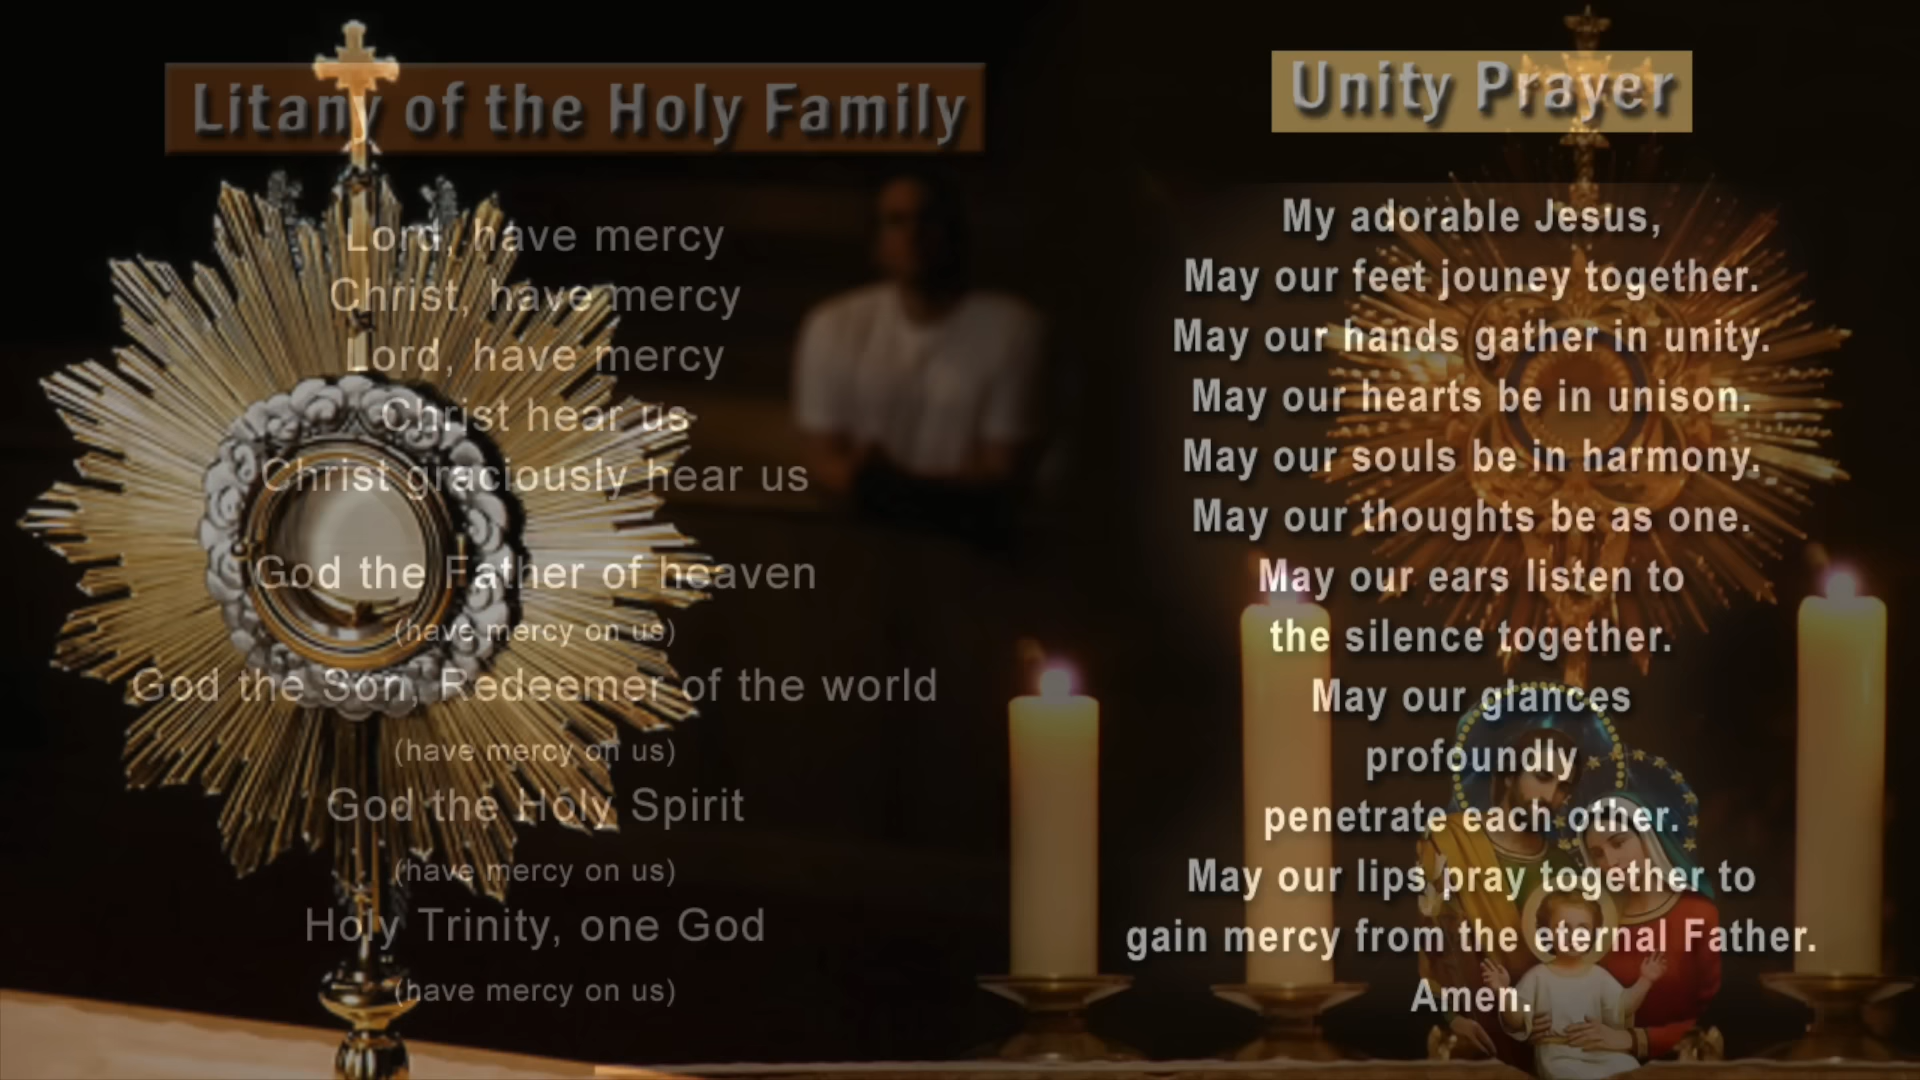 Litany of the Holy Family
Lord, have mercy
Christ, have mercy
Lord, have mercy
Christ hear us
Christ graciously hear us
God the Father of heaven
(have mercy on us)
God the Son, Redeemer of the world
(have mercy on us)
God the Holy Spirit
(have mercy on us)
Holy Trinity, one God
(have mercy on us)
Unity Prayer
My adorable Jesus,
May our feet jouney together.
May our hands gather in unity.
May our hearts be in unison.
May our souls be in harmony.
May our thoughts be as one.
May our ears listen to
the silence together.
May our glances
profoundly
penetrate each other.
May our lips pray together to
gain mercy from the eternal Father.
Amen.